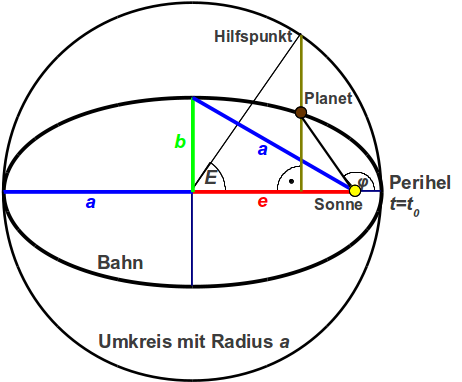 Hilfspunkt
Planet
b
a
E
φ
Perihel
a
e
Sonne
t=t₀
Bahn
Umkreis mit Radius a